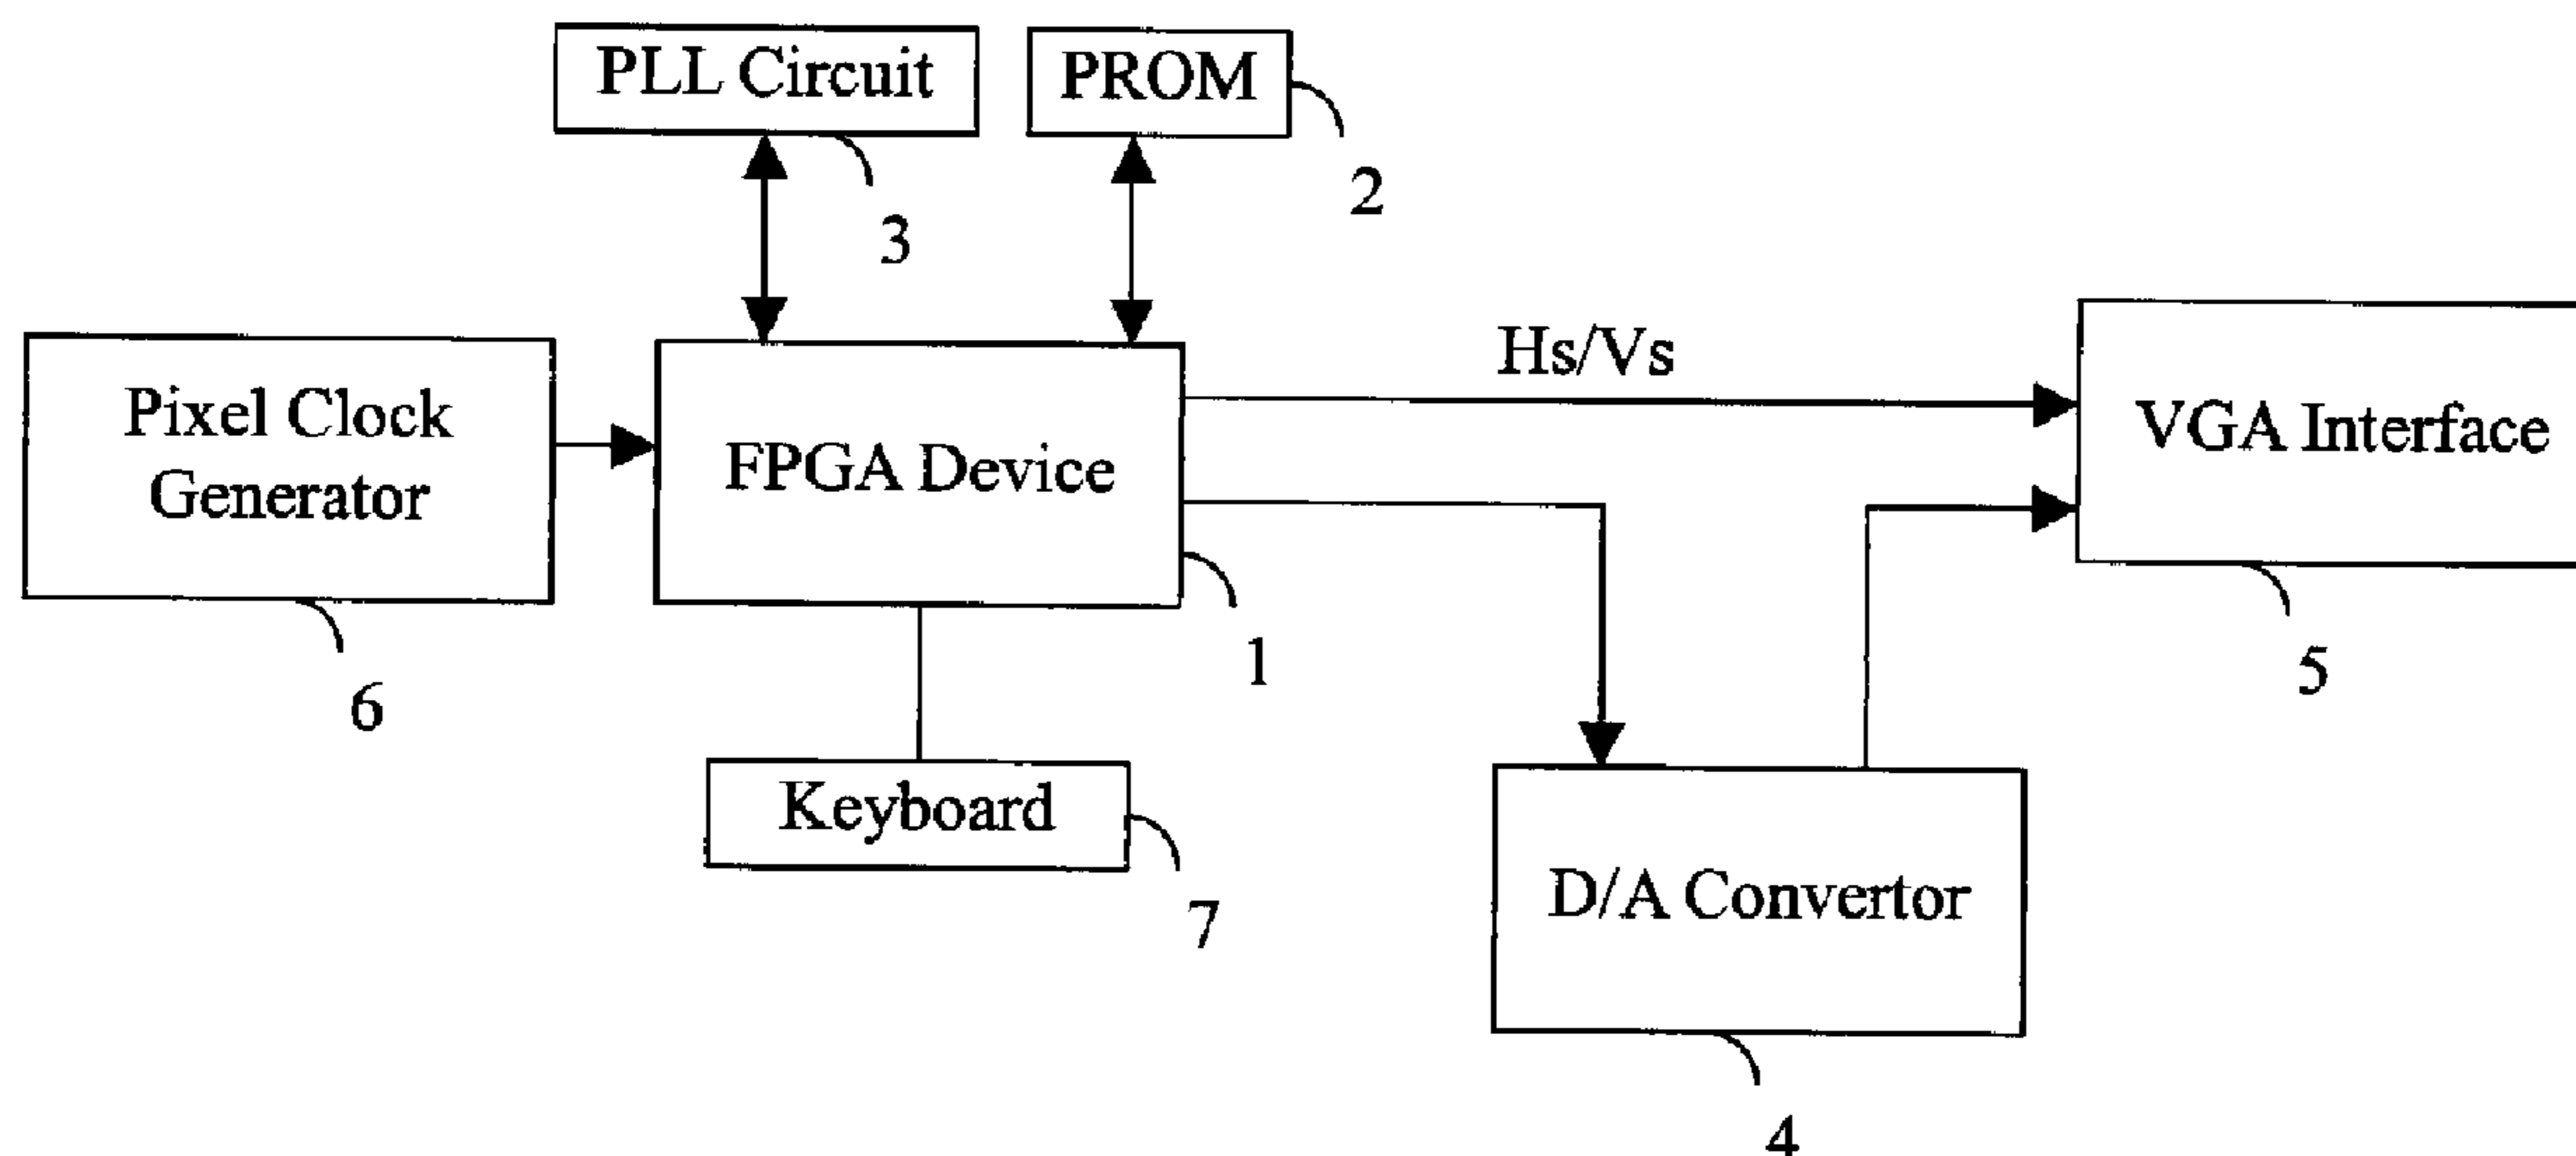 PLL Circuit
PROM
2
3
Hs/Vs
Pixel Clock
Generator
FPGA Device
VGA Interface
1
5
6
Keyboard
7
D/A Convertor
4